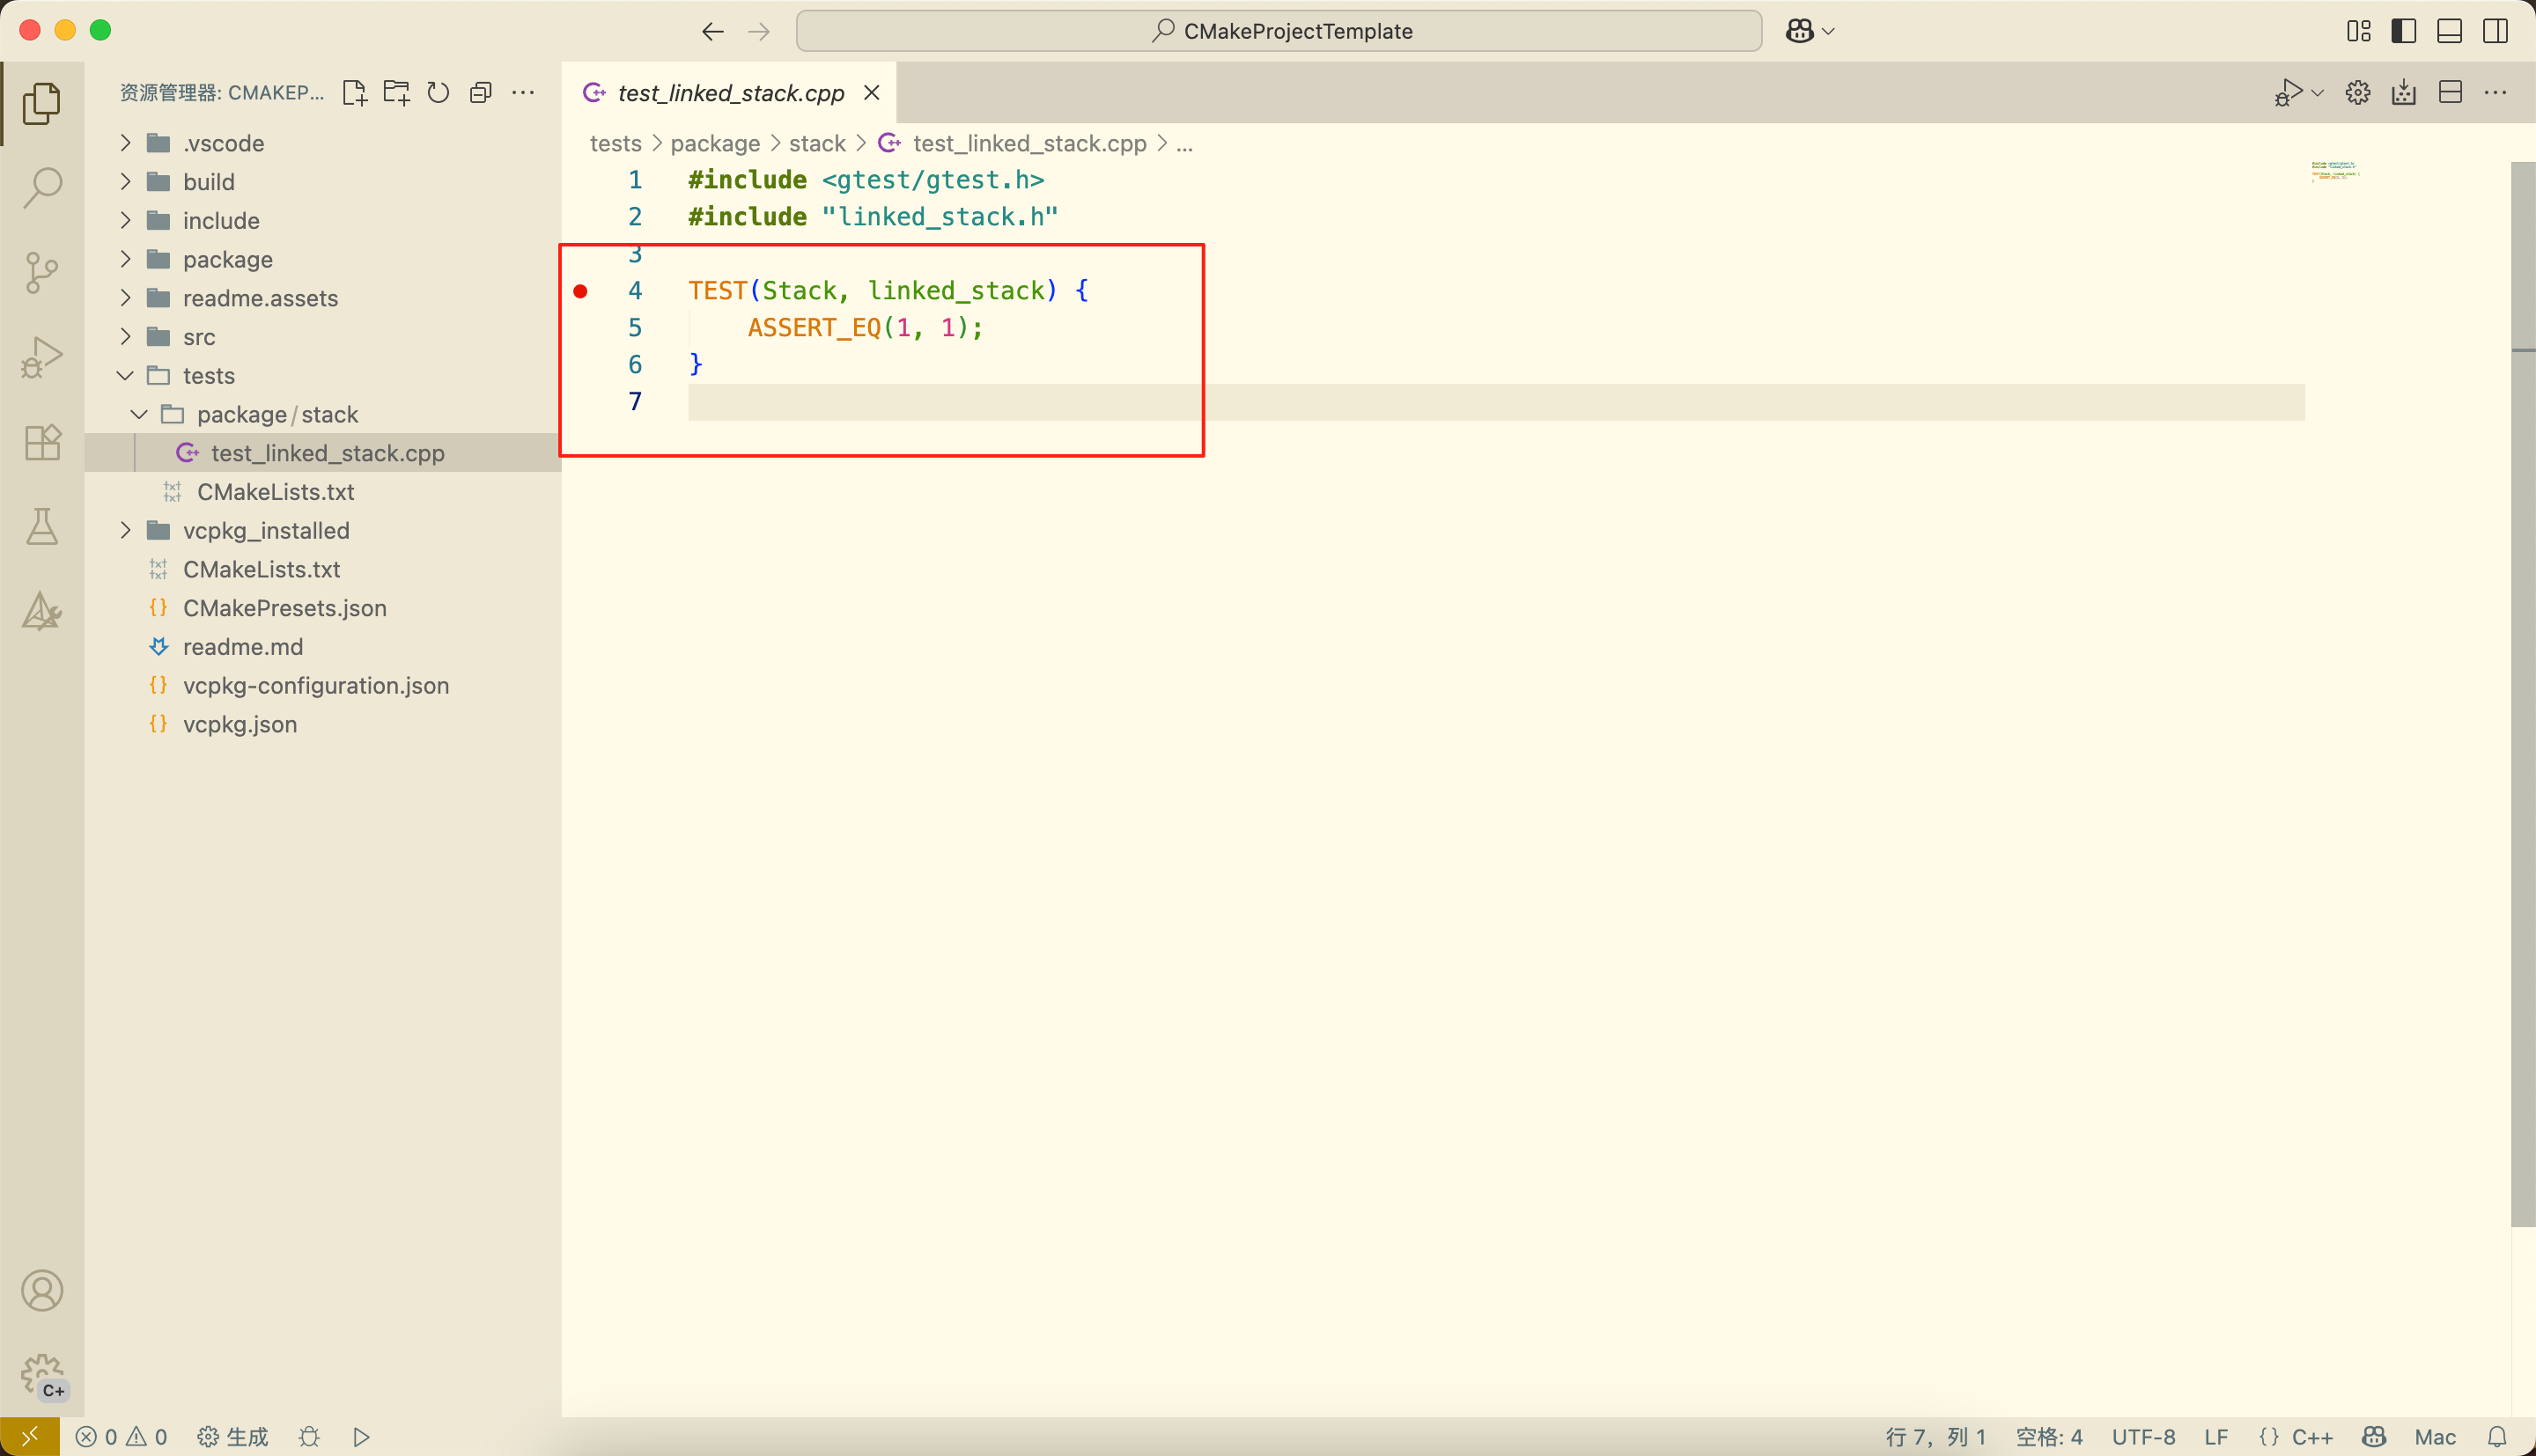 CMakeProjectTemplate
资源管理器: CMAKEP...
.vscode
build
include
package
readme.assets
src
tests
package/stack
test_linked_stack.cpp
CMakeLists.txt
vcpkg_installed
CMakeLists.txt
CMakePresets.json
readme.md
vcpkg-configuration.json
vcpkg.json
test_linked_stack.cpp
tests > package > stack > test_linked_stack.cpp > ...
1 #include <gtest/gtest.h>
2 #include "linked_stack.h"
3
4 TEST(Stack, linked_stack) {
5     ASSERT_EQ(1, 1);
6 }
7
C+
0 0 生成
行 7，列 1 空格: 4 UTF-8 LF {} C++ Mac